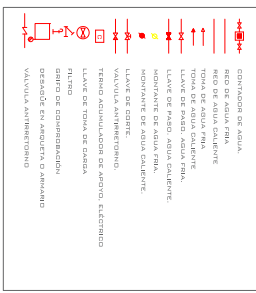 CONTADOR DE AGUA.
RED DE AGUA FRIA
RED DE AGUA CALIENTE
TOMA DE AGUA FRIA
TOMA DE AGUA CALIENTE
LLAVE DE PASO, AGUA FRIA.
LLAVE DE PASO, AGUA CALIENTE.
MONTANTE DE AGUA FRIA.
MONTANTE DE AGUA CALIENTE.
LLAVE DE CORTE.
VALVULA ANTIRRETORNO.
TERMO ACUMULADOR DE APOYO, ELÉCTRICO
LLAVE DE TOMA DE CARGA
FILTRO
GRIFO DE COMPROBACIÓN
DESAGÜE EN ARQUETA O ARMARIO
VÁLVULA ANTIRRETORNO